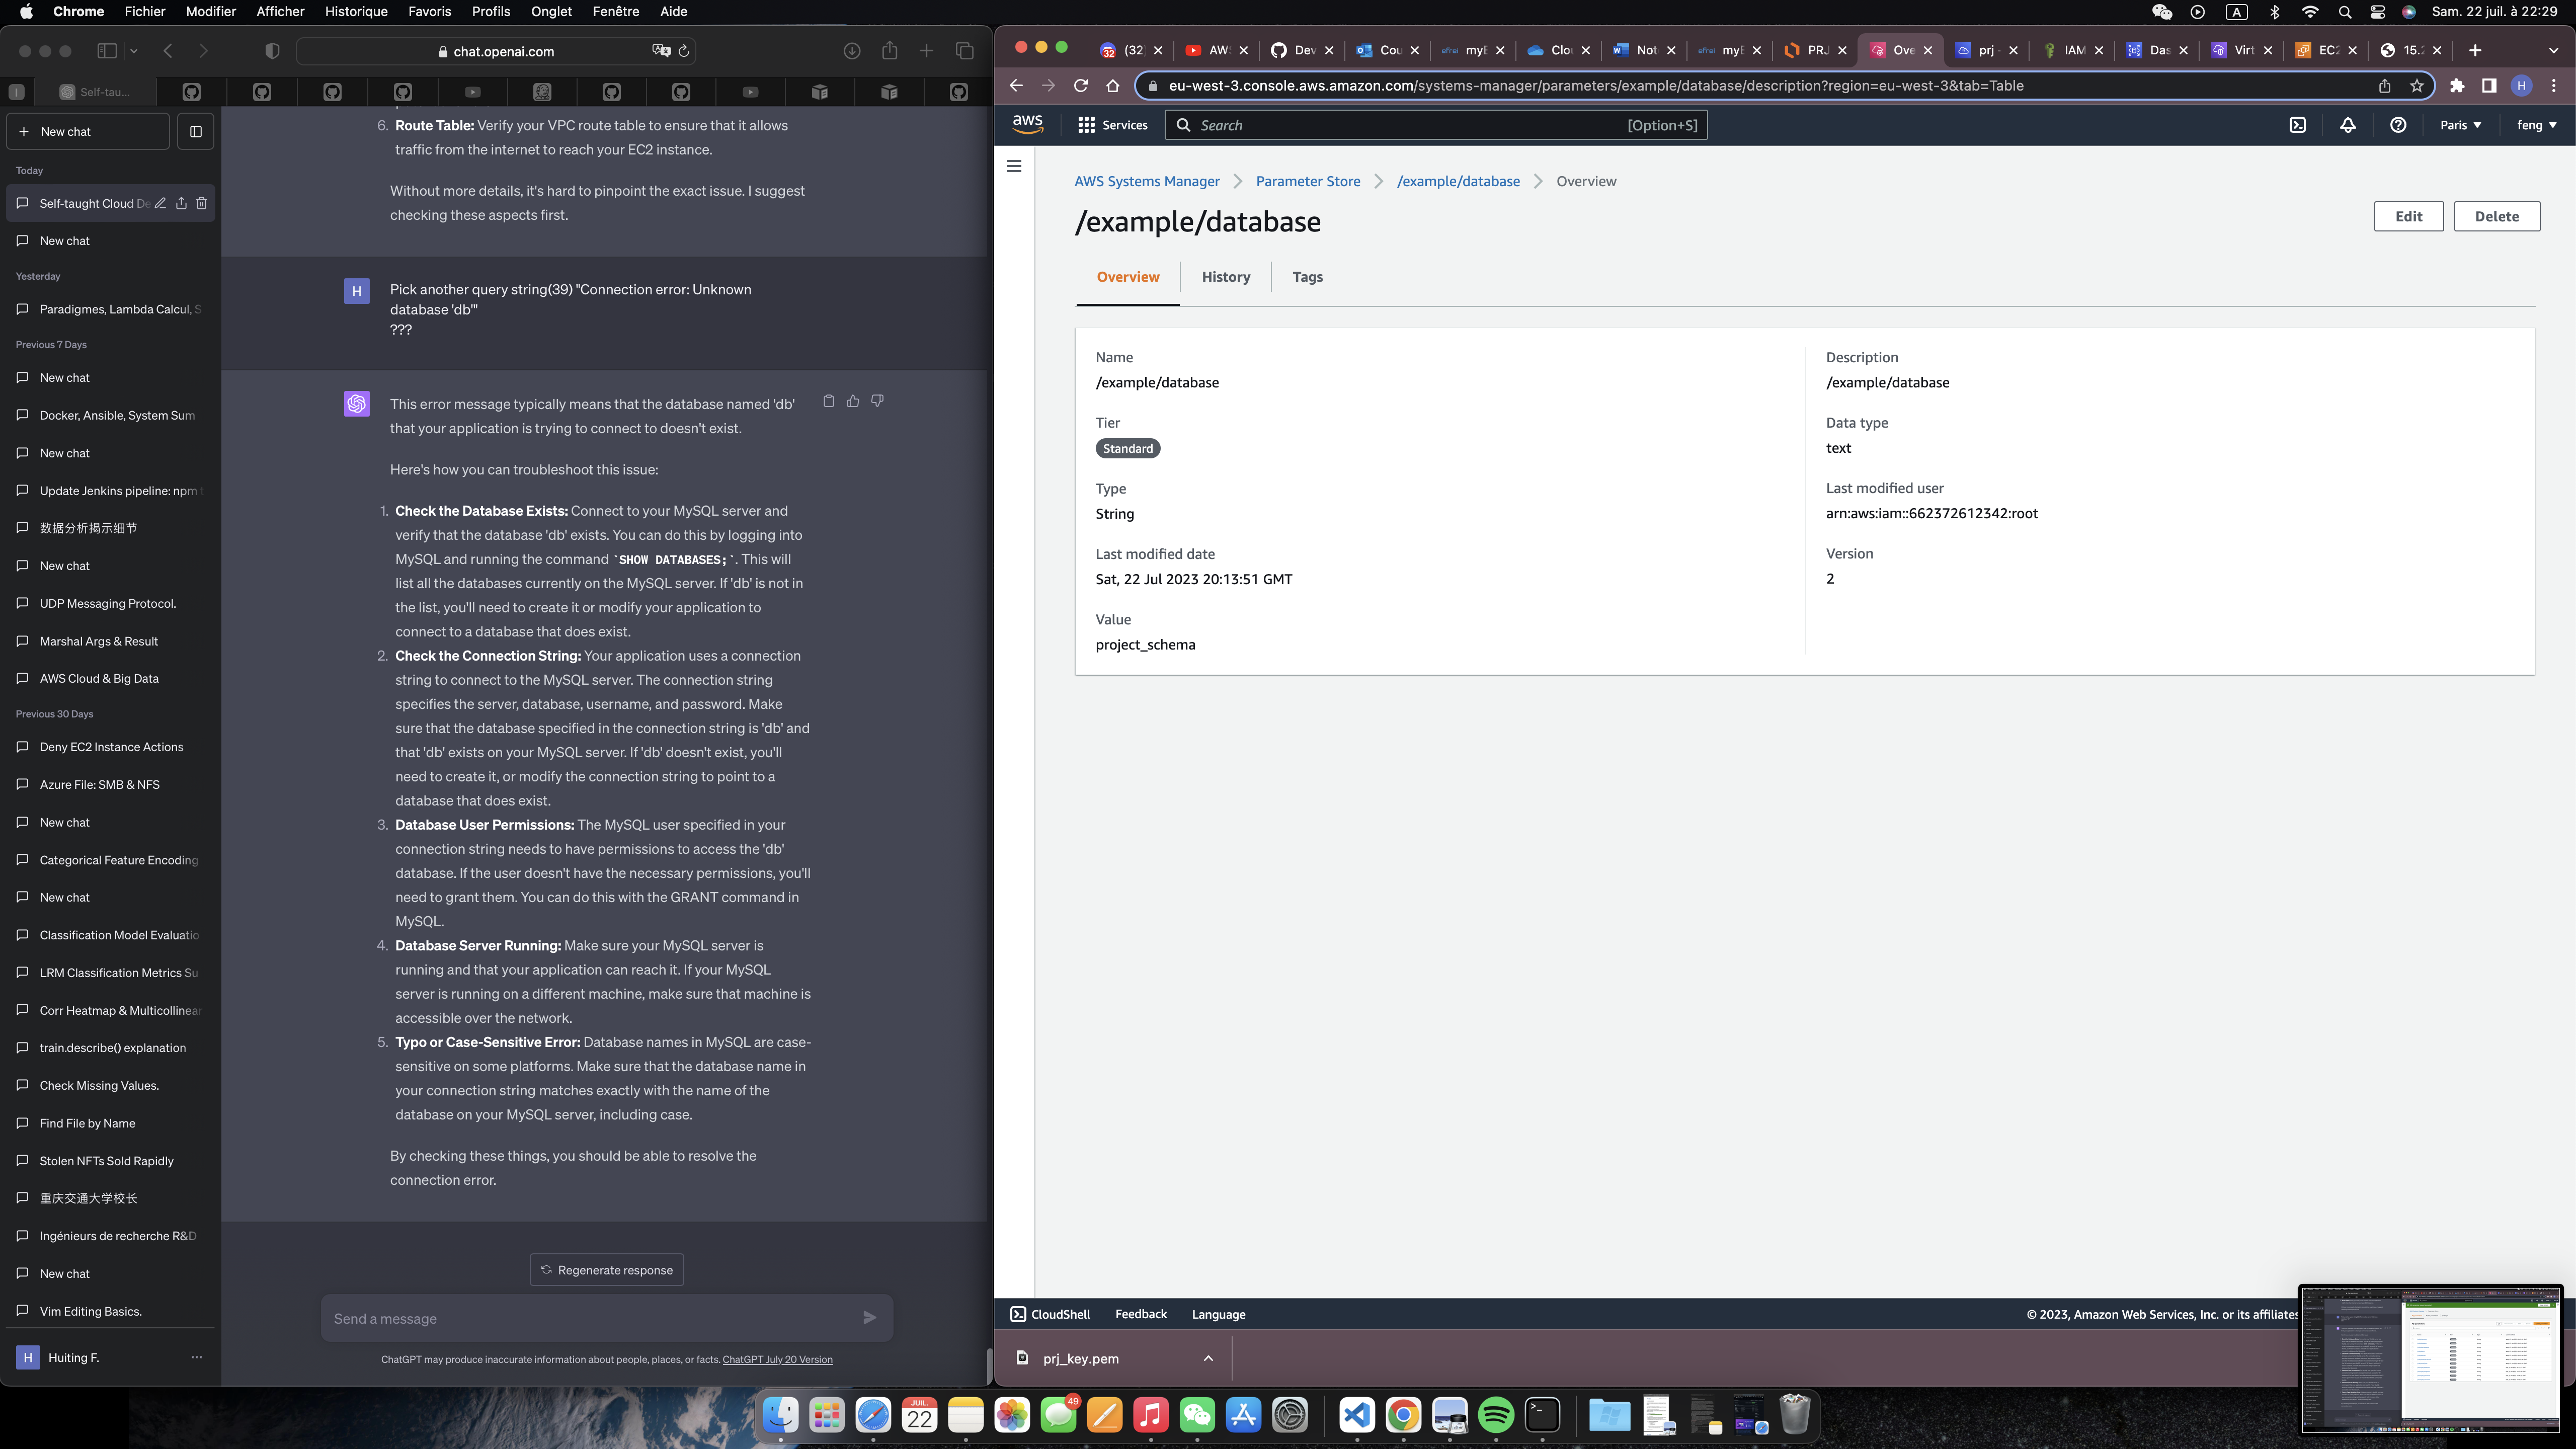 Chrome Fichier Modifier Afficher Historique Favoris Profils Onglet Fenêtre Aide
A Sam. 22 juil. à 22:29
chat.openai.com
Self-tau...
New chat
Today
Self-taught Cloud De
New chat
Yesterday
Paradigmes, Lambda Calcul, S
Previous 7 Days
New chat
Docker, Ansible, System Sum
New chat
Update Jenkins pipeline: npm
数据分析揭示细节
New chat
UDP Messaging Protocol.
Marshal Args & Result
AWS Cloud & Big Data
Previous 30 Days
Deny EC2 Instance Actions
Azure File: SMB & NFS
New chat
Categorical Feature Encoding
New chat
Classification Model Evaluatio
LRM Classification Metrics Su
Corr Heatmap & Multicollinear
train.describe() explanation
Check Missing Values.
Find File by Name
Stolen NFTs Sold Rapidly
重庆交通大学校长
Ingénieurs de recherche R&D
New chat
Vim Editing Basics.
H Huiting F.
6. Route Table: Verify your VPC route table to ensure that it allows
traffic from the internet to reach your EC2 instance.
Without more details, it's hard to pinpoint the exact issue. I suggest
checking these aspects first.
H
Pick another query string(39) "Connection error: Unknown
database 'db'"
???
This error message typically means that the database named 'db'
that your application is trying to connect to doesn't exist.
Here's how you can troubleshoot this issue:
1. Check the Database Exists: Connect to your MySQL server and
verify that the database 'db' exists. You can do this by logging into
MySQL and running the command `SHOW DATABASES;`. This will
list all the databases currently on the MySQL server. If 'db' is not in
the list, you'll need to create it or modify your application to
connect to a database that does exist.
2. Check the Connection String: Your application uses a connection
string to connect to the MySQL server. The connection string
specifies the server, database, username, and password. Make
sure that the database specified in the connection string is 'db' and
that 'db' exists on your MySQL server. If 'db' doesn't exist, you'll
need to create it, or modify the connection string to point to a
database that does exist.
3. Database User Permissions: The MySQL user specified in your
connection string needs to have permissions to access the 'db'
database. If the user doesn't have the necessary permissions, you'll
need to grant them. You can do this with the GRANT command in
MySQL.
4. Database Server Running: Make sure your MySQL server is
running and that your application can reach it. If your MySQL
server is running on a different machine, make sure that machine is
accessible over the network.
5. Typo or Case-Sensitive Error: Database names in MySQL are case-
sensitive on some platforms. Make sure that the database name in
your connection string matches exactly with the name of the
database on your MySQL server, including case.
By checking these things, you should be able to resolve the
connection error.
Regenerate response
Send a message
ChatGPT may produce inaccurate information about people, places, or facts. ChatGPT July 20 Version
32 (32) AW Dev Cou efrei myE Clou Not efrei myE PRJ Ove prj IAM Das Virt EC2 15.2
eu-west-3.console.aws.amazon.com/systems-manager/parameters/example/database/description?region=eu-west-3&tab=Table
H
aws Services Search [Option+S] Paris feng
AWS Systems Manager Parameter Store /example/database Overview
/example/database
Edit Delete
Overview History Tags
Name
/example/database
Tier
Standard
Type
String
Last modified date
Sat, 22 Jul 2023 20:13:51 GMT
Value
project_schema
Description
/example/database
Data type
text
Last modified user
arn:aws:iam::662372612342:root
Version
2
CloudShell Feedback Language
© 2023, Amazon Web Services, Inc. or its affiliates
prj_key.pem
JUIL.
22
49